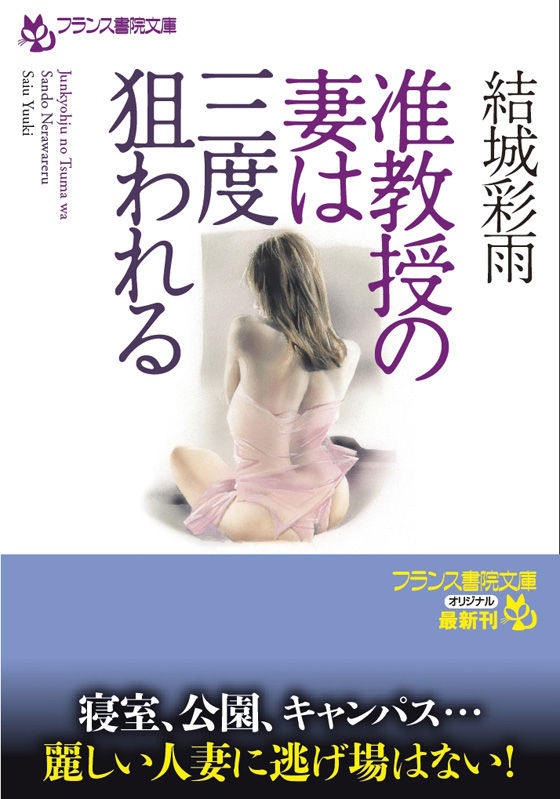 フランス書院文庫
結城彩雨
准教授の
妻は
三度
狙われる
Junkyohju no Tsuma wa
Sando Nerawareru
Saiu Yuuki
フランス書院文庫
オリジナル
最新刊
寝室、公園、キャンパス…
麗しい人妻に逃げ場はない!